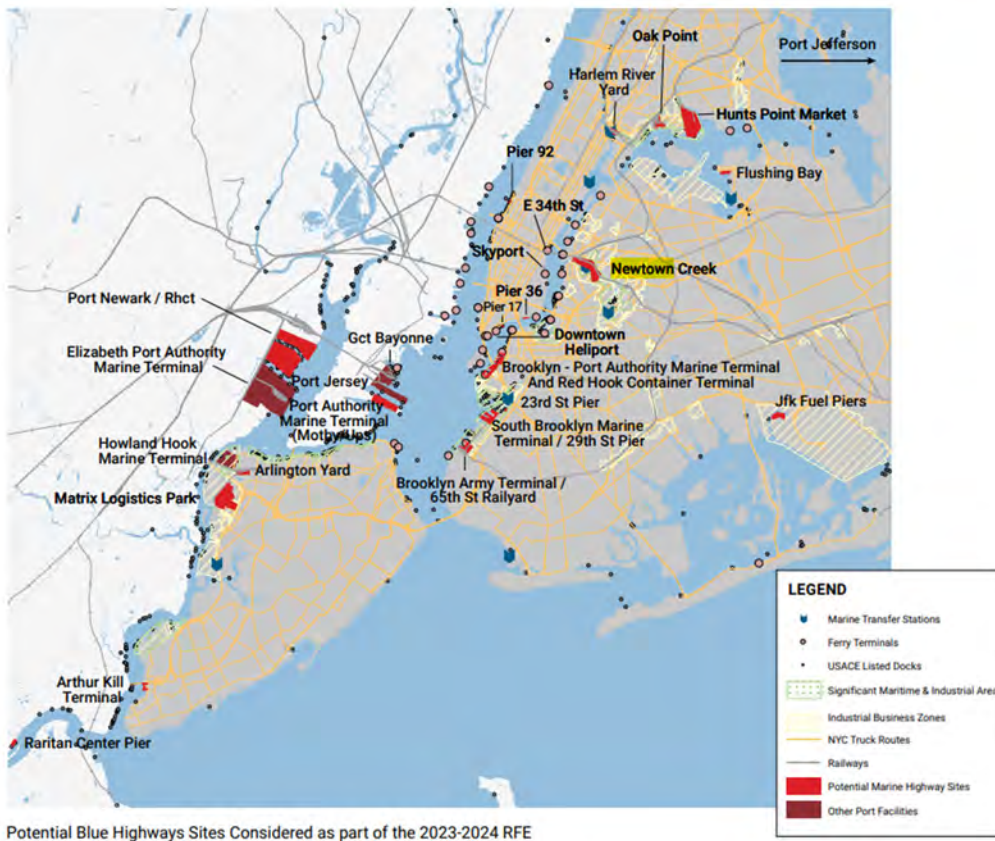 Oak Point
Port Jefferson
Harlem River
Yard
Hunts Point Market
Pier 92
Flushing Bay
E 34th St
Skyport
Newtown Creek
Port Newark / Rhct
Pier 36
Pier 17
Gct Bayonne
Downtown
Heliport
Elizabeth Port Authority
Marine Terminal
Brooklyn - Port Authority Marine Terminal
And Red Hook Container Terminal
Port Jersey
23rd St Pier
Jfk Fuel Piers
Port Authority
Marine Terminal
South Brooklyn Marine
Terminal / 29th St Pier
Howland Hook
Marine Terminal
Arlington Yard
Brooklyn Army Terminal /
65th St Railyard
Matrix Logistics Park
Arthur Kill
Terminal
Raritan Center Pier
LEGEND
Marine Transfer Stations
Ferry Terminals
USACE Listed Docks
Significant Maritime & Industrial Area
Industrial Business Zones
NYC Truck Routes
Railways
Potential Marine Highway Sites
Other Port Facilities
Potential Blue Highways Sites Considered as part of the 2023-2024 RFE